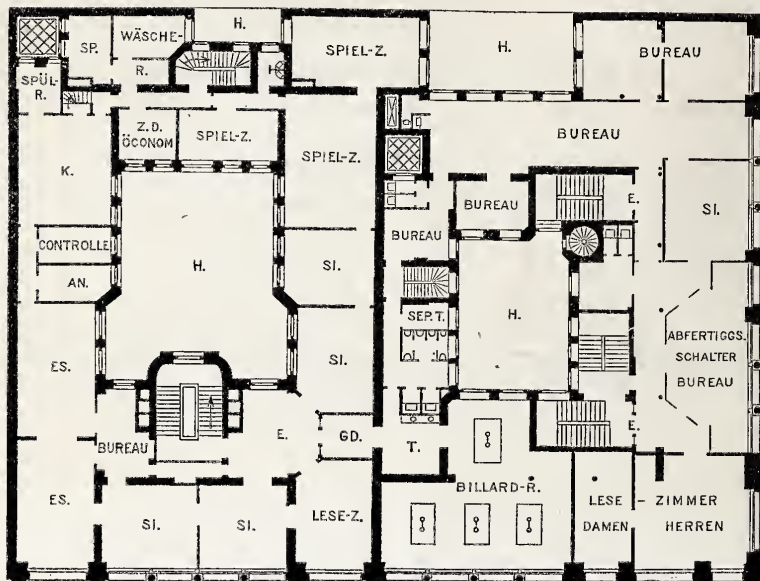 H.
SP.
WÄSCHE-
R.
SPIEL-Z.
H.
BUREAU
SPÜL-
R.
Z.D.
ÖCONOM
SPIEL-Z.
SPIEL-Z.
BUREAU
K.
BUREAU
E.
SI.
CONTROLLE
H.
SI.
BUREAU
AN.
SEP.T.
H.
ES.
SI.
ABFERTIGGS.
SCHALTER
BUREAU
BUREAU
E.
GD.
T.
E.
ES.
SI.
SI.
LESE-Z.
BILLARD-R.
LESE - ZIMMER
DAMEN
HERREN